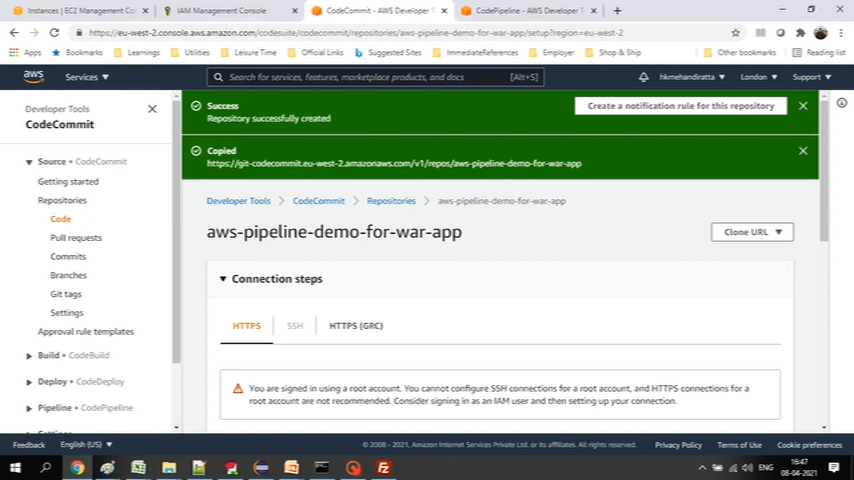 Instances | EC2 Management Co
IAM Management Console
CodeCommit - AWS Developer T
CodePipeline - AWS Developer T
eu-west-2.console.aws.amazon.com/codesuite/codecommit/repositories/aws-pipeline-demo-for-war-app/setup?region=eu-west-2
Apps
Bookmarks
Learnings
Utilities
Leisure Time
Official Links
Suggested Sites
ImmediateReferences
Employer
Shop & Ship
Other bookmarks
Reading list
aws
Services
Search for services, features, marketplace products, and docs
[Alt+S]
hkmehandiratta
London
Support
Developer Tools
CodeCommit
Source • CodeCommit
Getting started
Repositories
Code
Pull requests
Commits
Branches
Git tags
Settings
Approval rule templates
Build • CodeBuild
Deploy • CodeDeploy
Pipeline • CodePipeline
Success
Repository successfully created
Create a notification rule for this repository
Copied
https://git-codecommit.eu-west-2.amazonaws.com/v1/repos/aws-pipeline-demo-for-war-app
Developer Tools
CodeCommit
Repositories
aws-pipeline-demo-for-war-app
aws-pipeline-demo-for-war-app
Clone URL
Connection steps
HTTPS
SSH
HTTPS (GRC)
You are signed in using a root account. You cannot configure SSH connections for a root account, and HTTPS connections for a
root account are not recommended. Consider signing in as an IAM user and then setting up your connection.
Feedback
English (US)
© 2008 - 2021, Amazon Internet Services Private Ltd. or its affiliates. All rights reserved.
Privacy Policy
Terms of Use
Cookie preferences
ENG
16:47
08-04-2021